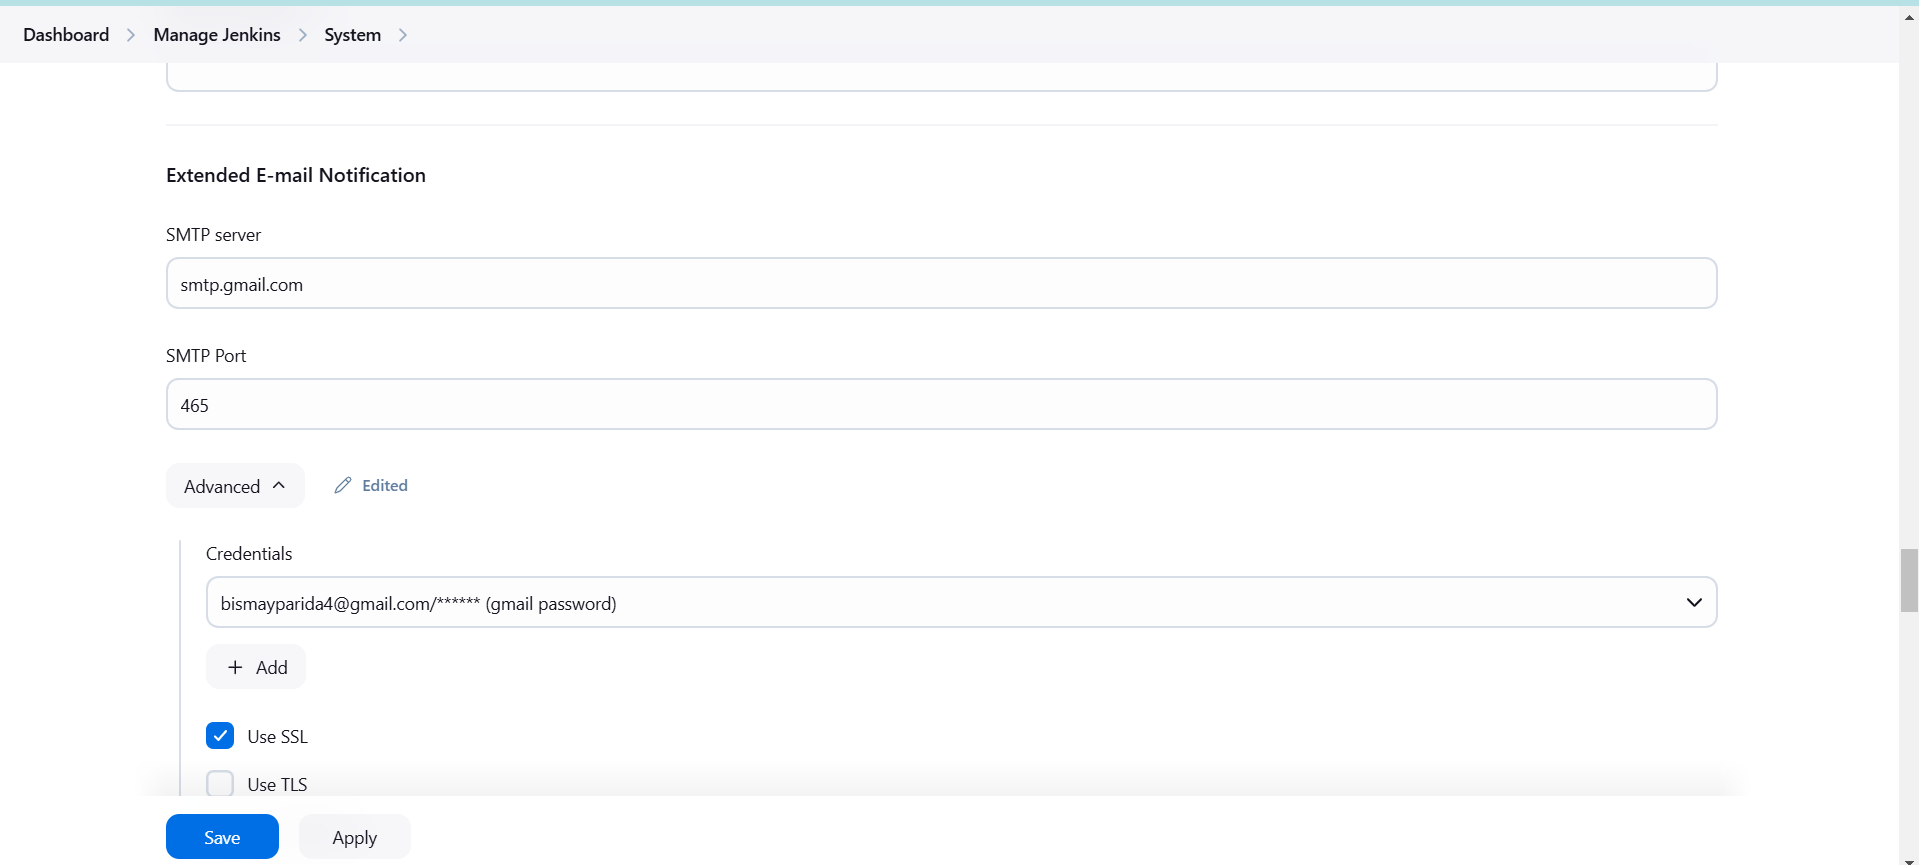 Dashboard > Manage Jenkins > System >
Extended E-mail Notification
SMTP server
smtp.gmail.com
SMTP Port
465
Advanced Edited
Credentials
bismayparida4@gmail.com/****** (gmail password)
+ Add
Use SSL
Use TLS
Save Apply